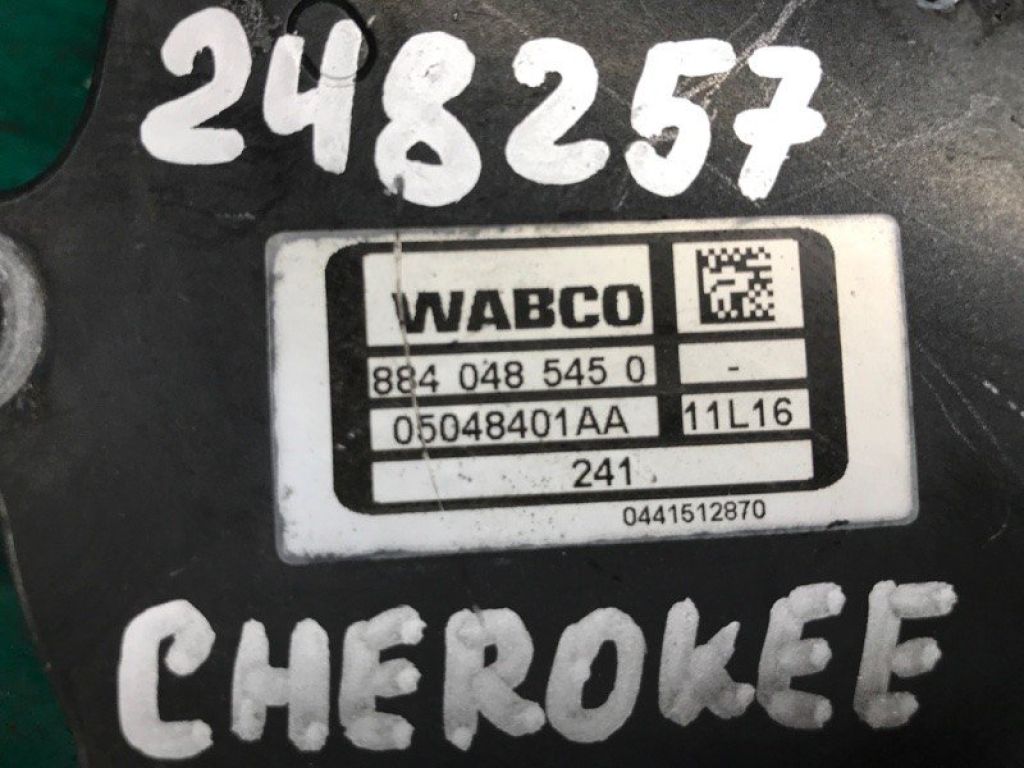 248257
WABCO
884 048 545 0 -
05048401AA 11L16
241
0441512870
CHEROKEE